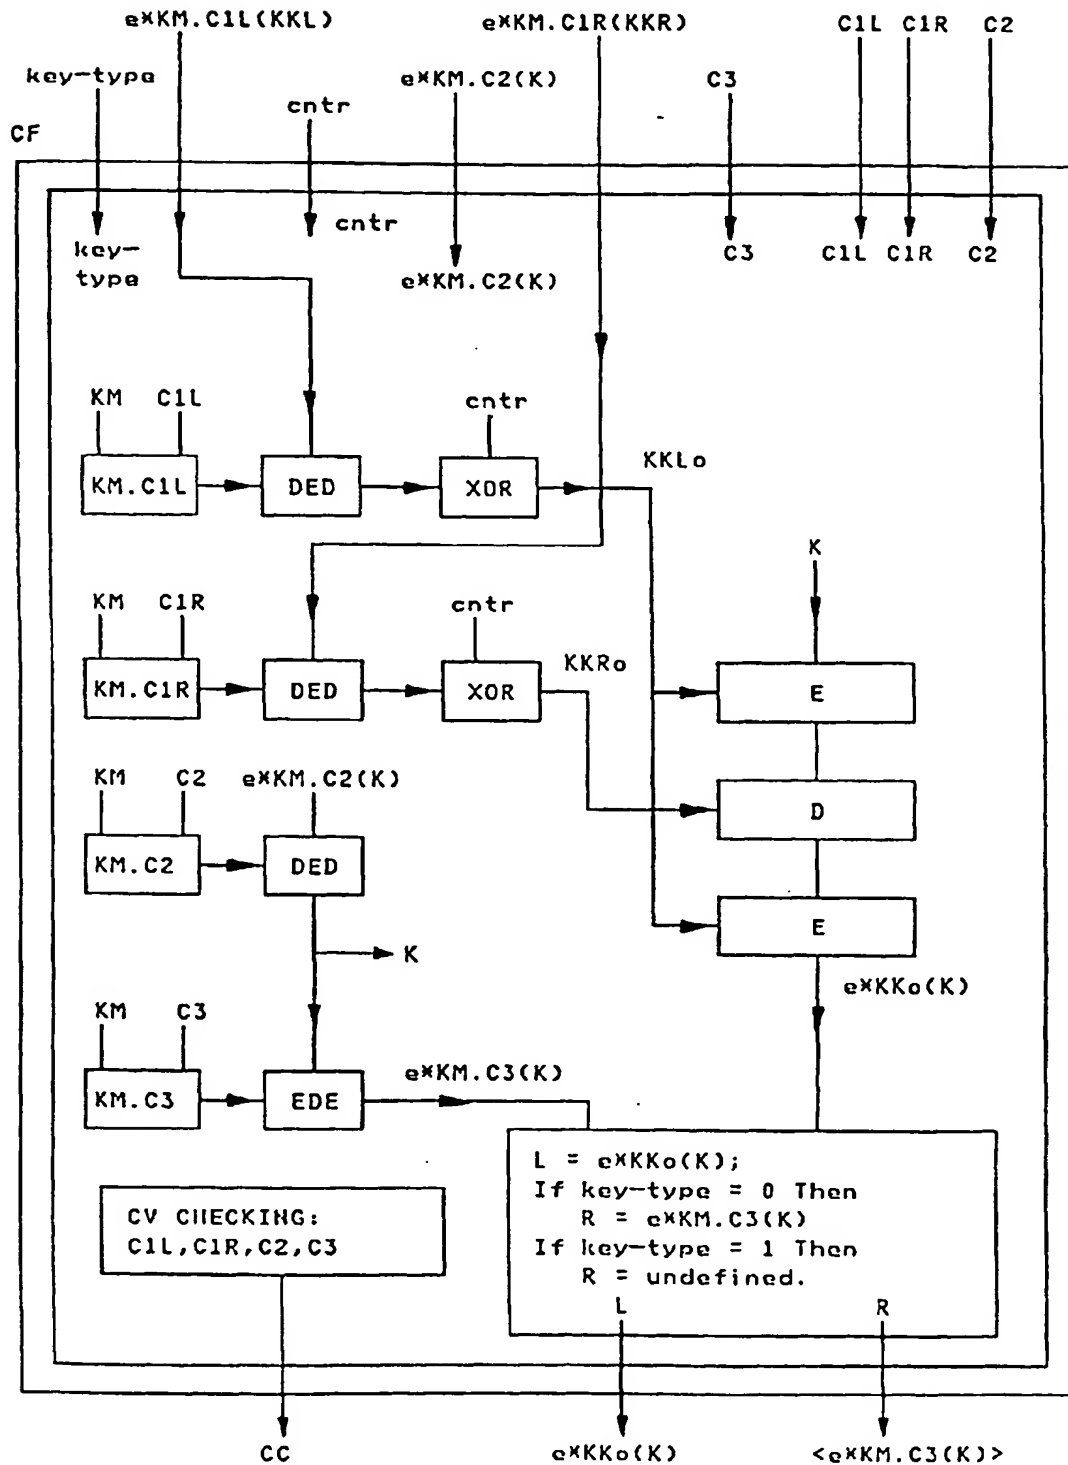 e*KM.C1L(KKL) e*KM.C1R(KKR) C1L C1R C2
key-type cntr e*KM.C2(K) C3
CF
cntr
key-type C3 C1L C1R C2
e*KM.C2(K)
KM C1L cntr
KKLo
KM.C1L DED XOR
K
KM C1R cntr
KKRo
KM.C1R DED XOR E
KM C2 e*KM.C2(K)
D
KM.C2 DED
E
K
e*KKo(K)
KM C3
e*KM.C3(K)
KM.C3 EDE
L = e*KKo(K);
If key-type = 0 Then
R = e*KM.C3(K)
If key-type = 1 Then
R = undefined.
L R
CV CHECKING:
C1L,C1R,C2,C3
CC e*KKo(K) <e*KM.C3(K)>